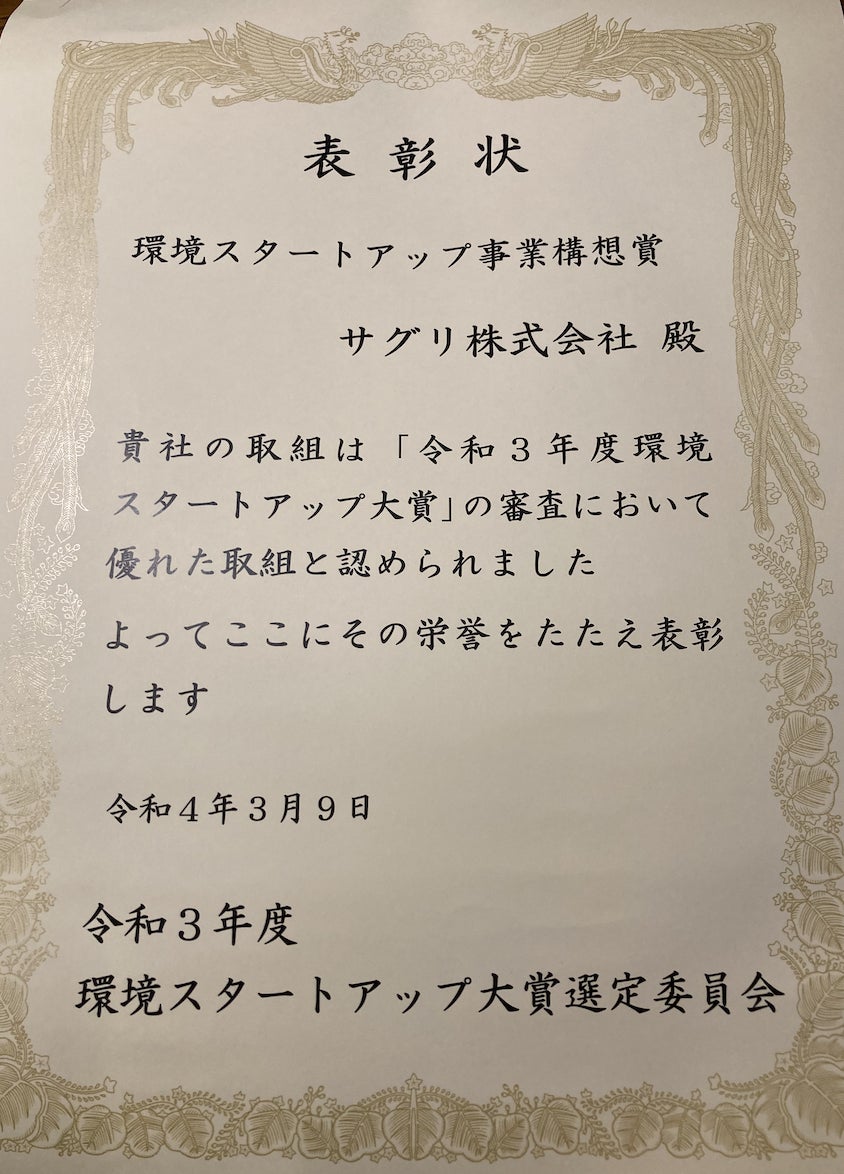 表彰状
環境スタートアップ事業構想賞
サグリ株式会社 殿
貴社の取組は「令和３年度環境
スタートアップ大賞」の審査において
優れた取組と認められました
よってここにその栄誉をたたえ表彰
します
令和４年３月９日
令和３年度
環境スタートアップ大賞選定委員会